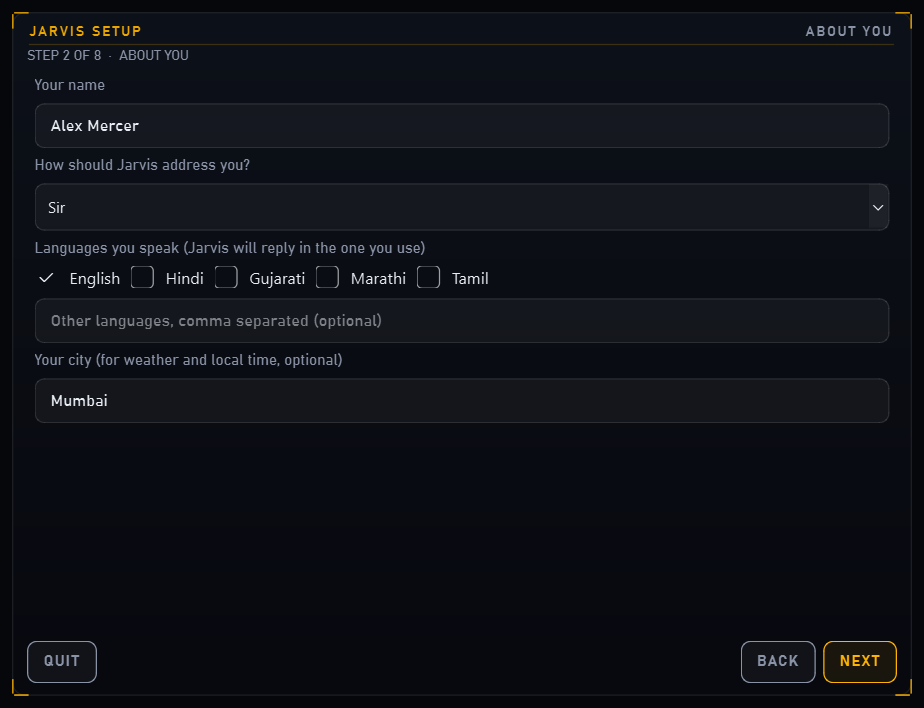 JARVIS SETUP ABOUT YOU
STEP 2 OF 8 · ABOUT YOU
Your name
Alex Mercer
How should Jarvis address you?
Sir
Languages you speak (Jarvis will reply in the one you use)
English Hindi Gujarati Marathi Tamil
Other languages, comma separated (optional)
Your city (for weather and local time, optional)
Mumbai
QUIT BACK NEXT